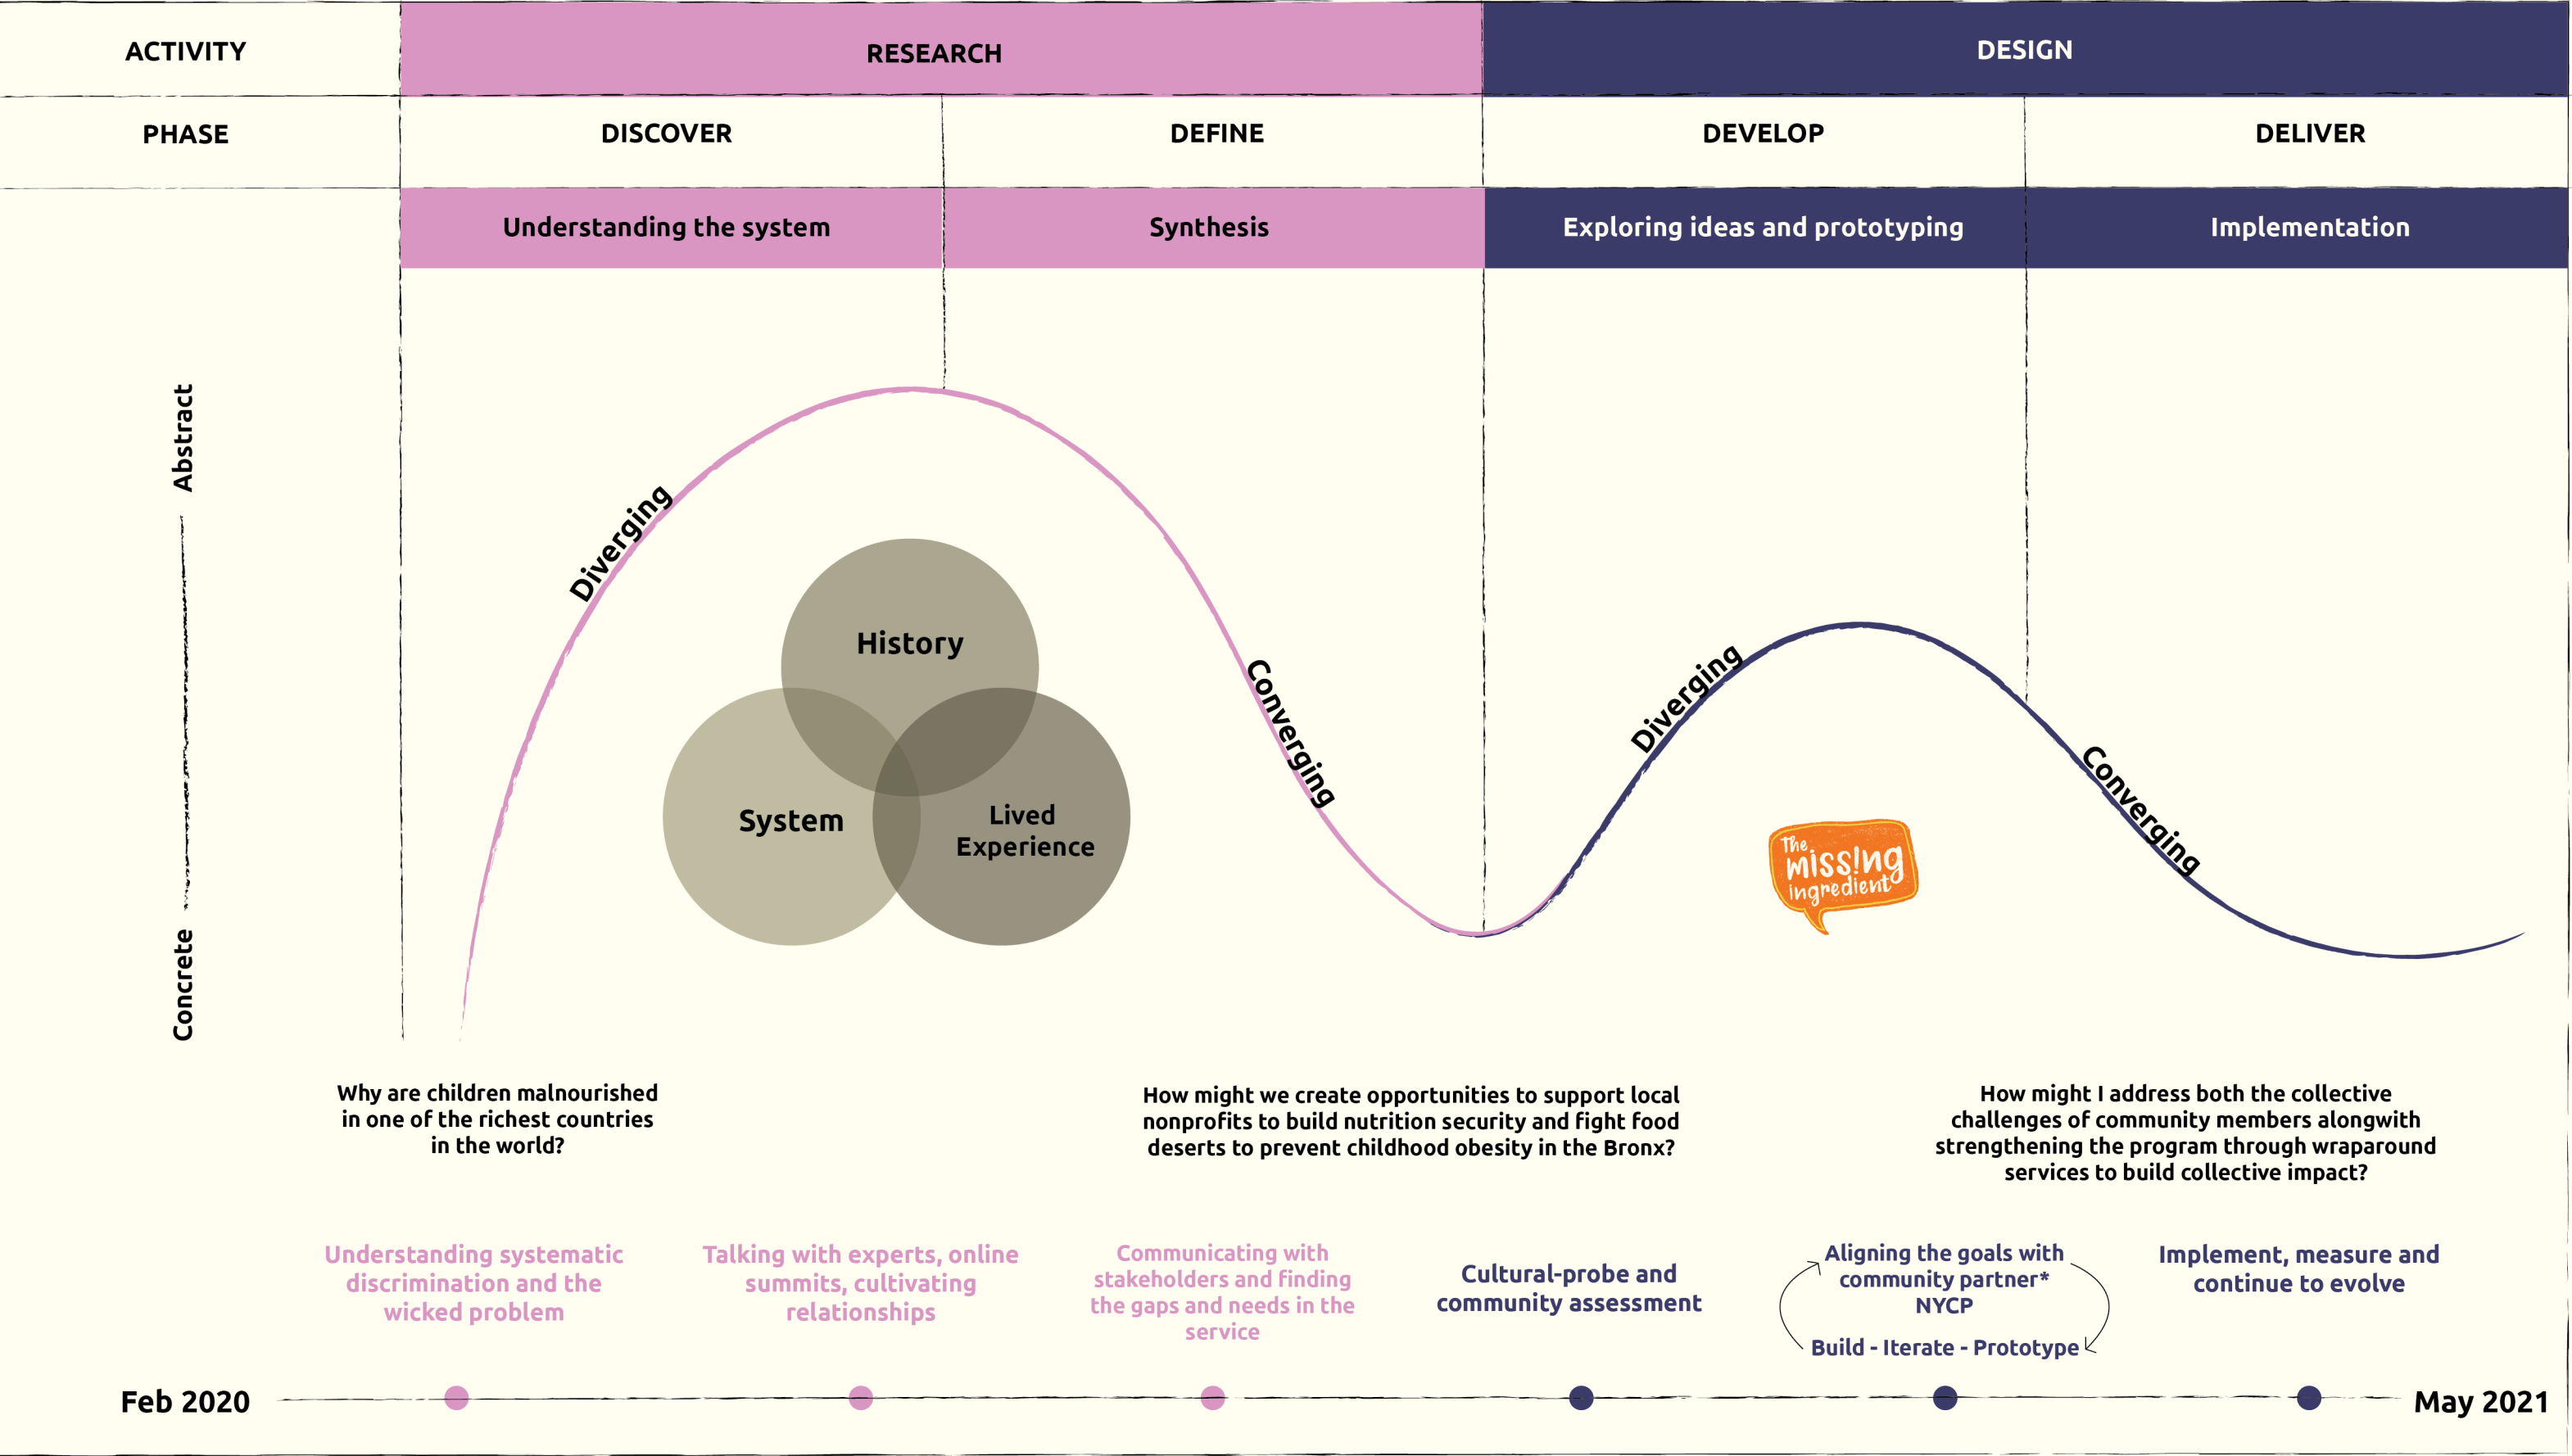 ACTIVITY
RESEARCH
DESIGN
PHASE
DISCOVER
DEFINE
DEVELOP
DELIVER
Understanding the system
Synthesis
Exploring ideas and prototyping
Implementation
Abstract
Concrete
Diverging
Converging
Diverging
Converging
History
System
Lived
Experience
The
miss!ng
ingredient
Why are children malnourished
in one of the richest countries
in the world?
How might we create opportunities to support local
nonprofits to build nutrition security and fight food
deserts to prevent childhood obesity in the Bronx?
How might I address both the collective
challenges of community members alongwith
strengthening the program through wraparound
services to build collective impact?
Understanding systematic
discrimination and the
wicked problem
Talking with experts, online
summits, cultivating
relationships
Communicating with
stakeholders and finding
the gaps and needs in the
service
Cultural-probe and
community assessment
Aligning the goals with
community partner*
NYCP
Build - Iterate - Prototype
Implement, measure and
continue to evolve
Feb 2020
May 2021